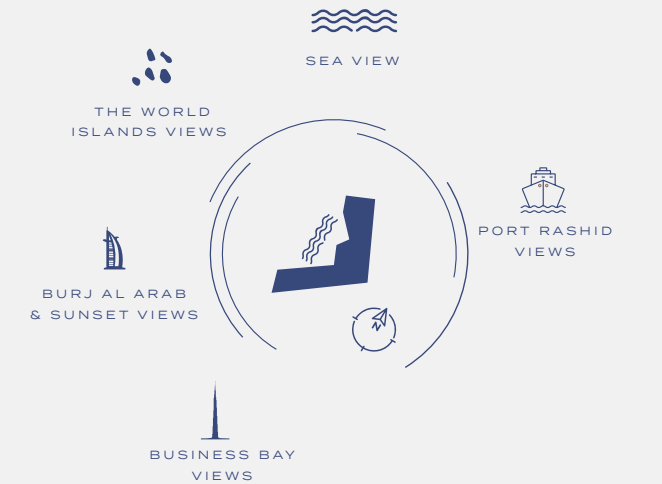 SEA VIEW
THE WORLD
ISLANDS VIEWS
PORT RASHID
VIEWS
BURJ AL ARAB
& SUNSET VIEWS
N
BUSINESS BAY
VIEWS